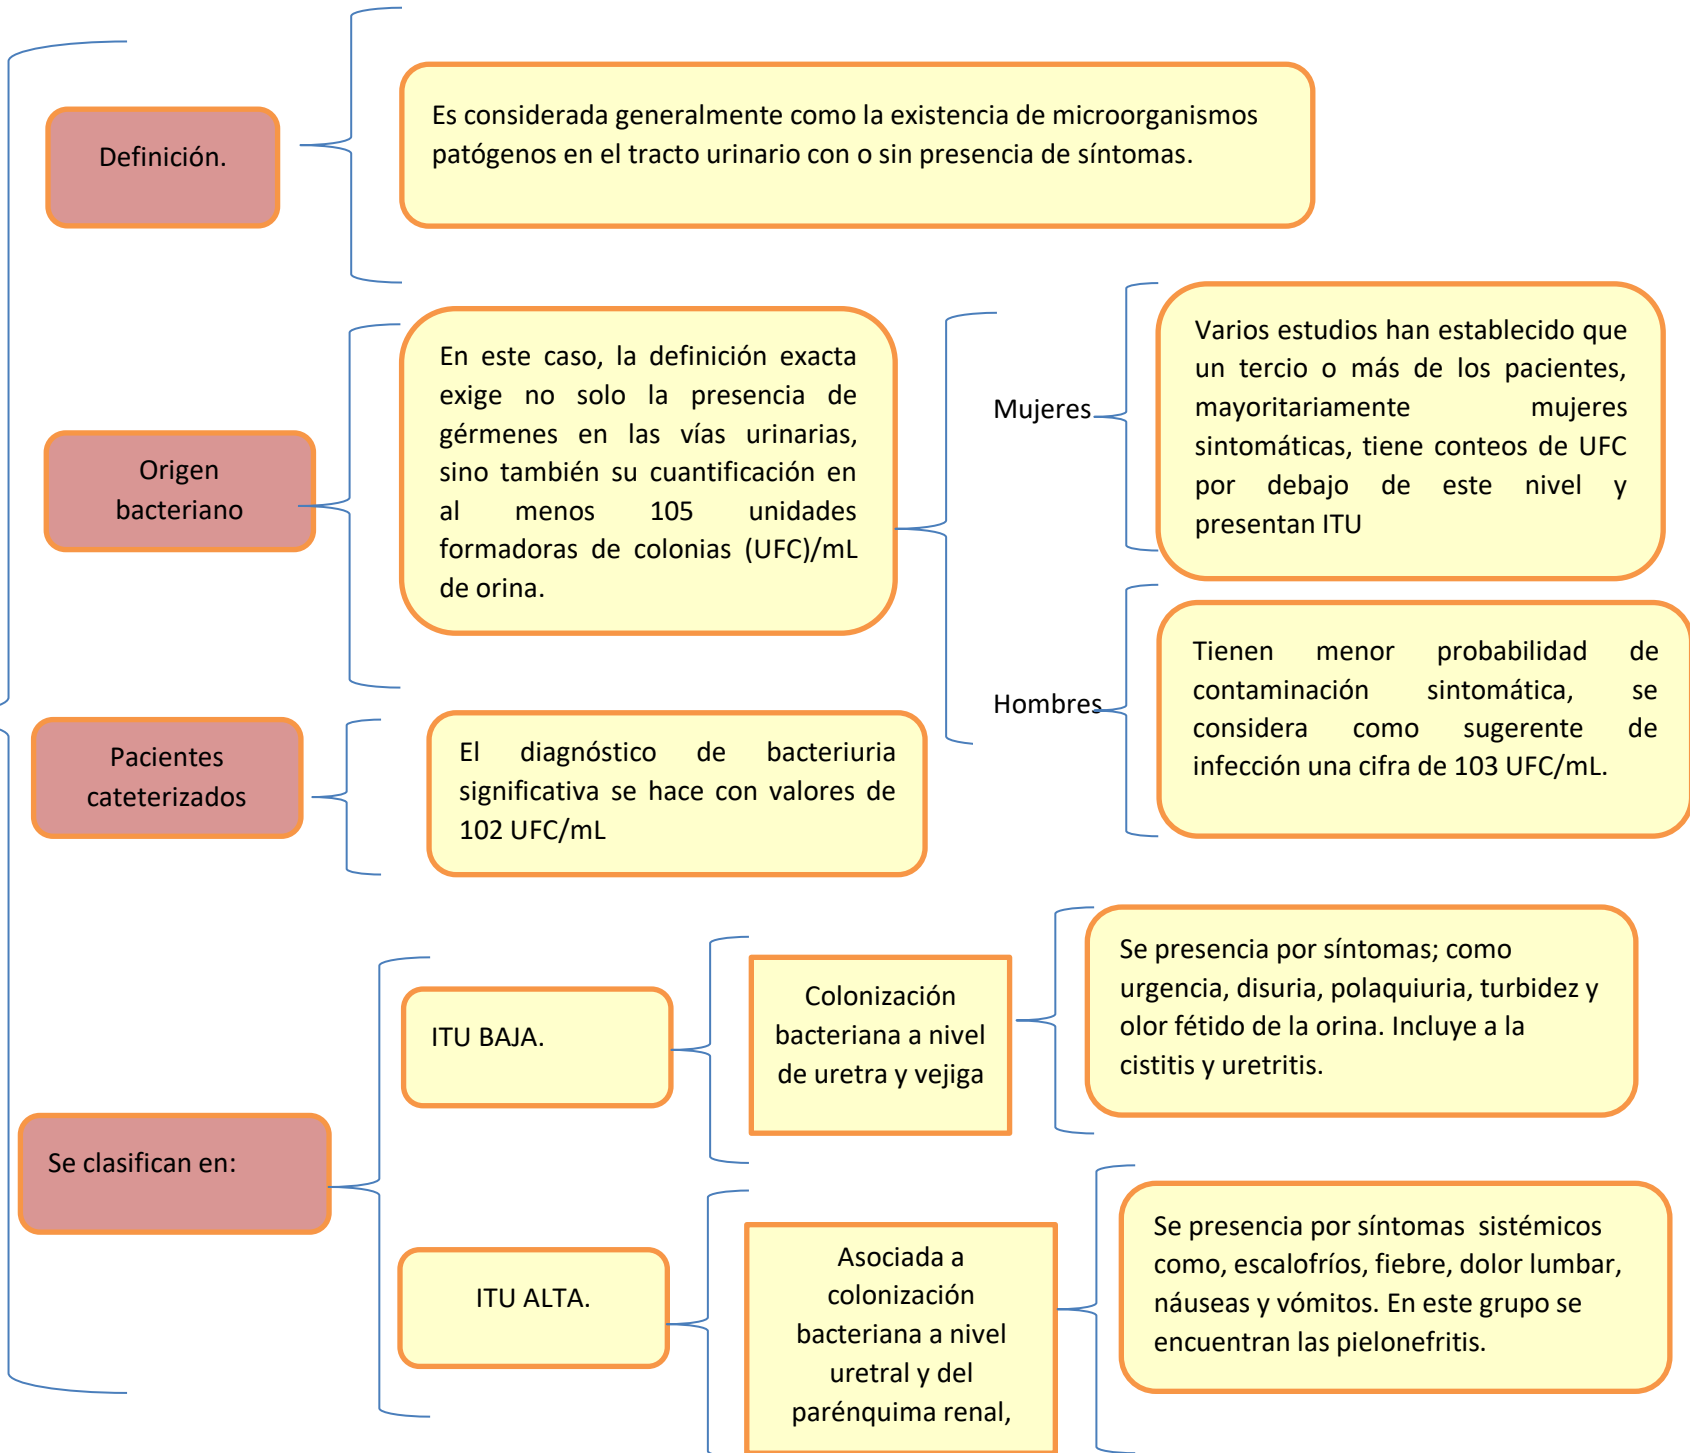 Definición.
Es considerada generalmente como la existencia de microorganismos
patógenos en el tracto urinario con o sin presencia de síntomas.
Origen
bacteriano
En este caso, la definición exacta
exige no solo la presencia de
gérmenes en las vías urinarias,
sino también su cuantificación en
al menos 105 unidades
formadoras de colonias (UFC)/mL
de orina.
Mujeres
Varios estudios han establecido que
un tercio o más de los pacientes,
mayoritariamente mujeres
sintomáticas, tiene conteos de UFC
por debajo de este nivel y
presentan ITU
Hombres
Tienen menor probabilidad de
contaminación sintomática, se
considera como sugerente de
infección una cifra de 103 UFC/mL.
Pacientes
cateterizados
El diagnóstico de bacteriuria
significativa se hace con valores de
102 UFC/mL
Se clasifican en:
ITU BAJA.
Colonización
bacteriana a nivel
de uretra y vejiga
Se presencia por síntomas; como
urgencia, disuria, polaquiuria, turbidez y
olor fétido de la orina. Incluye a la
cistitis y uretritis.
ITU ALTA.
Asociada a
colonización
bacteriana a nivel
uretral y del
parénquima renal,
Se presencia por síntomas sistémicos
como, escalofríos, fiebre, dolor lumbar,
náuseas y vómitos. En este grupo se
encuentran las pielonefritis.